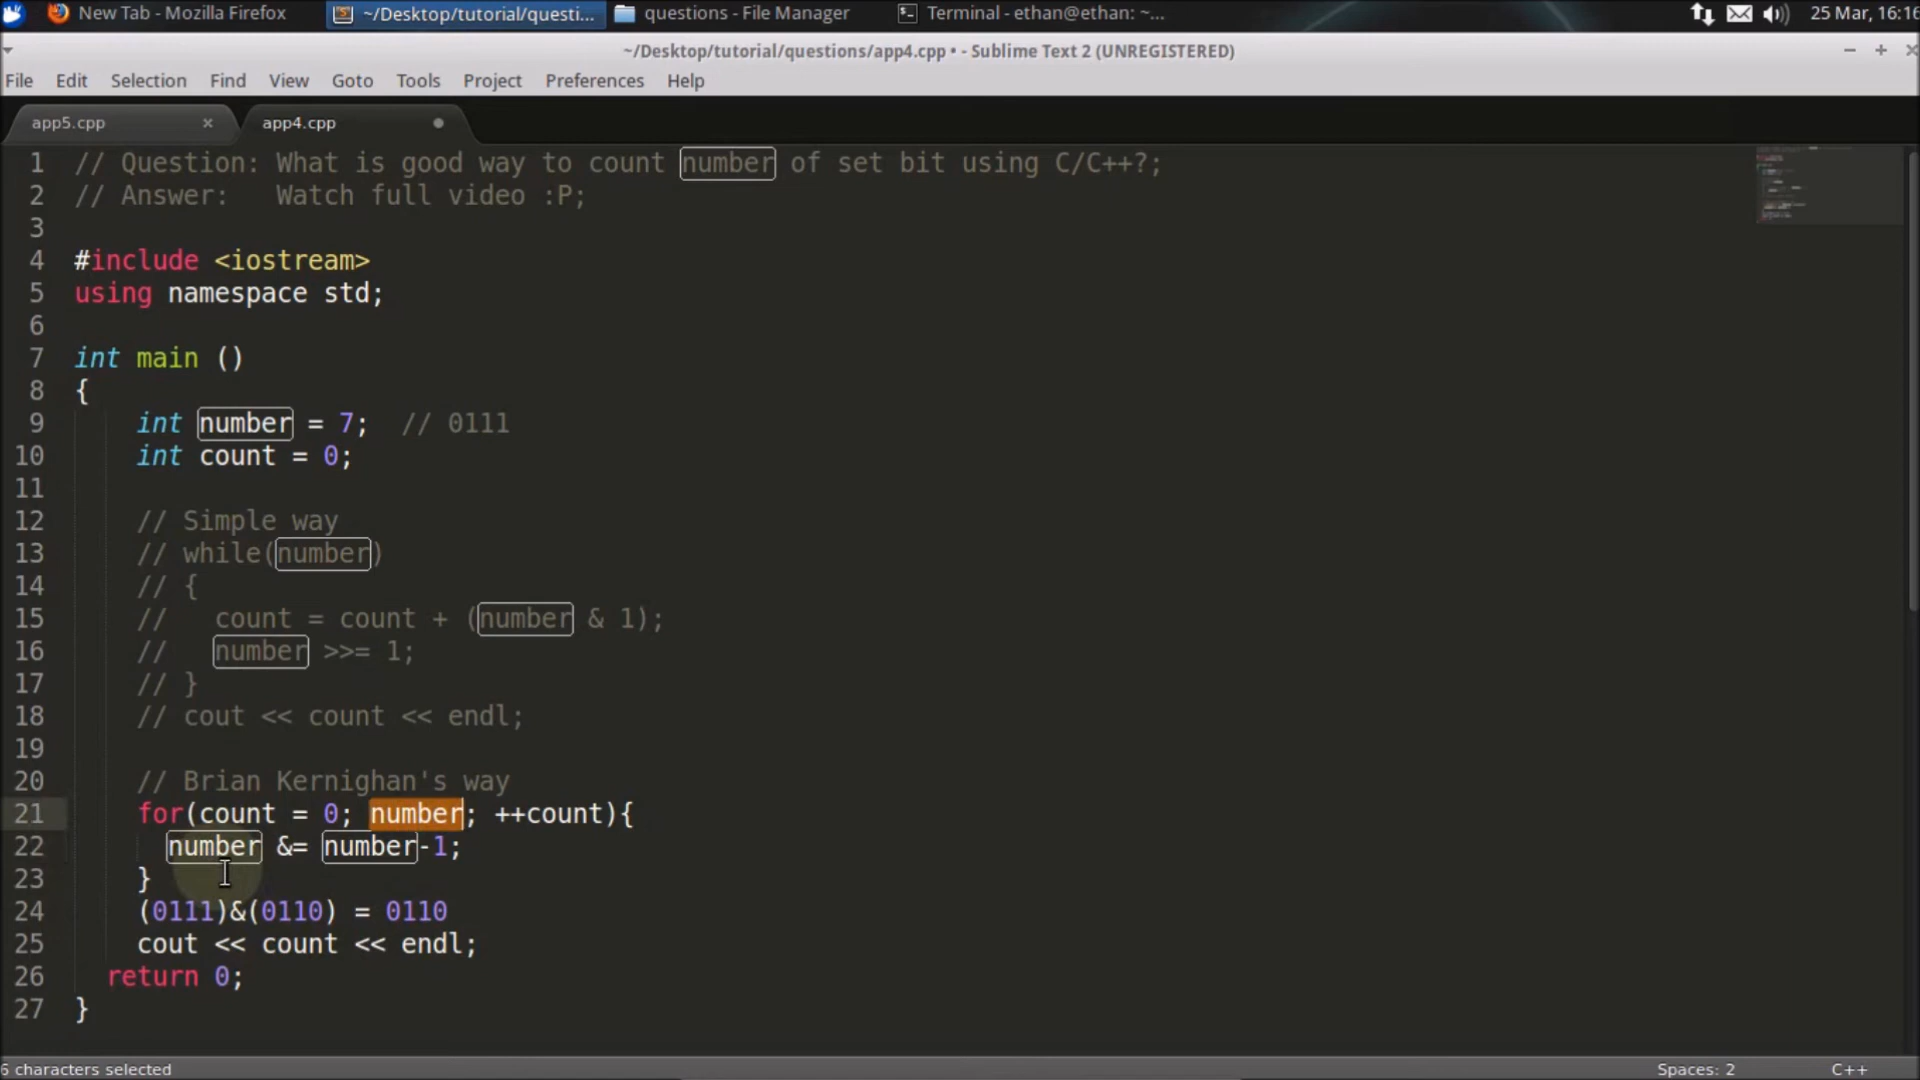 New Tab - Mozilla Firefox ~/Desktop/tutorial/questi... questions - File Manager Terminal - ethan@ethan: ~... 25 Mar, 16:16
~/Desktop/tutorial/questions/app4.cpp • - Sublime Text 2 (UNREGISTERED)
File Edit Selection Find View Goto Tools Project Preferences Help
app5.cpp × app4.cpp
1 // Question: What is good way to count number of set bit using C/C++?;
2 // Answer:   Watch full video :P;
3
4 #include <iostream>
5 using namespace std;
6
7 int main ()
8 {
9     int number = 7;  // 0111
10     int count = 0;
11
12     // Simple way
13     // while(number)
14     // {
15     //   count = count + (number & 1);
16     //   number >>= 1;
17     // }
18     // cout << count << endl;
19
20     // Brian Kernighan's way
21     for(count = 0; number; ++count){
22       number &= number-1;
23     }
24     (0111)&(0110) = 0110
25     cout << count << endl;
26   return 0;
27 }
6 characters selected Spaces: 2 C++